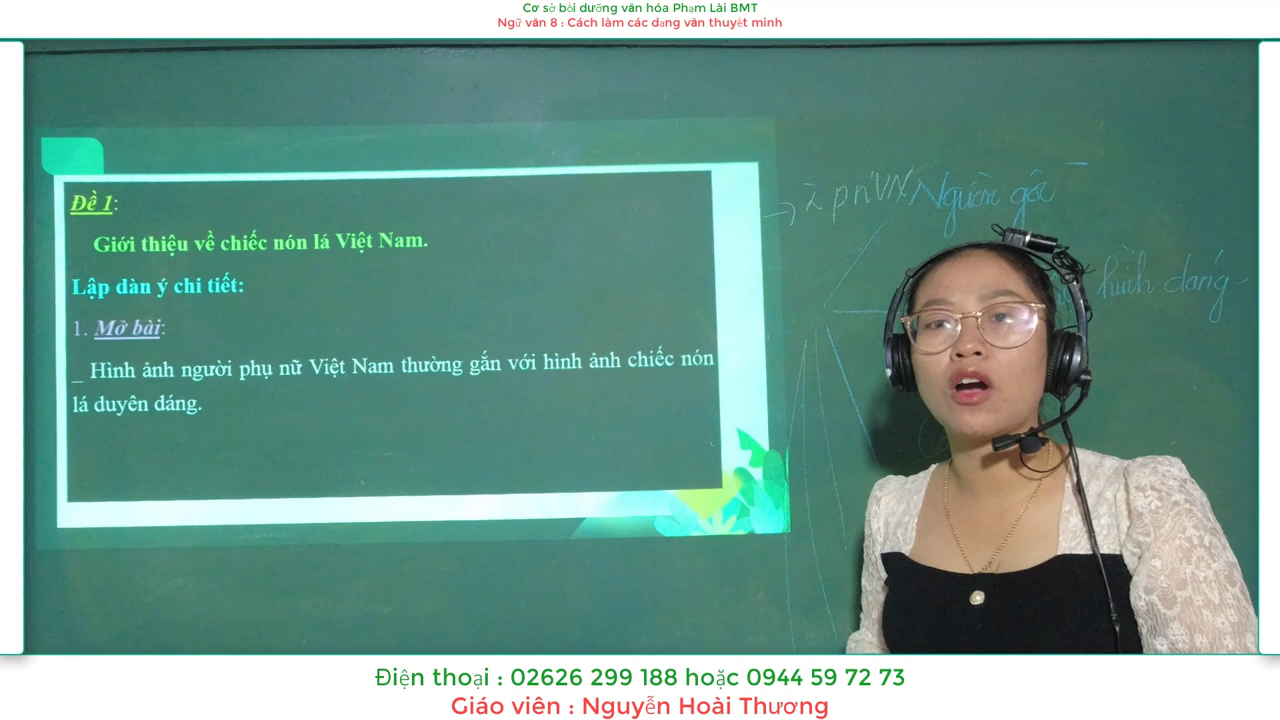 Cơ sở bồi dưỡng văn hóa Phạm Lài BMT
Ngữ văn 8 : Cách làm các dạng văn thuyết minh
Đề 1:
Giới thiệu về chiếc nón lá Việt Nam.
Lập dàn ý chi tiết:
1. Mở bài:
_ Hình ảnh người phụ nữ Việt Nam thường gắn với hình ảnh chiếc nón
lá duyên dáng.
Nguồn gốc
hình dáng
Điện thoại : 02626 299 188 hoặc 0944 59 72 73
Giáo viên : Nguyễn Hoài Thương